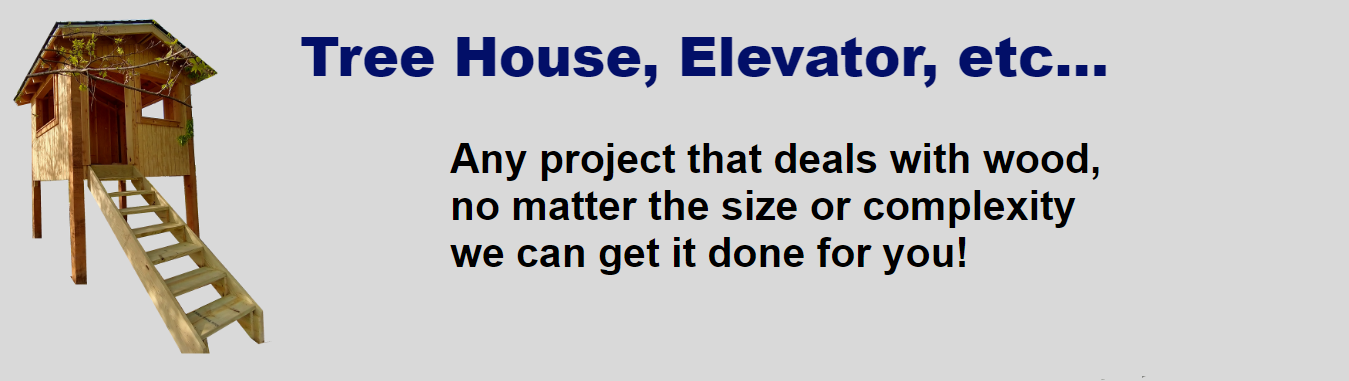 Tree House, Elevator, etc...
Any project that deals with wood,
no matter the size or complexity
we can get it done for you!